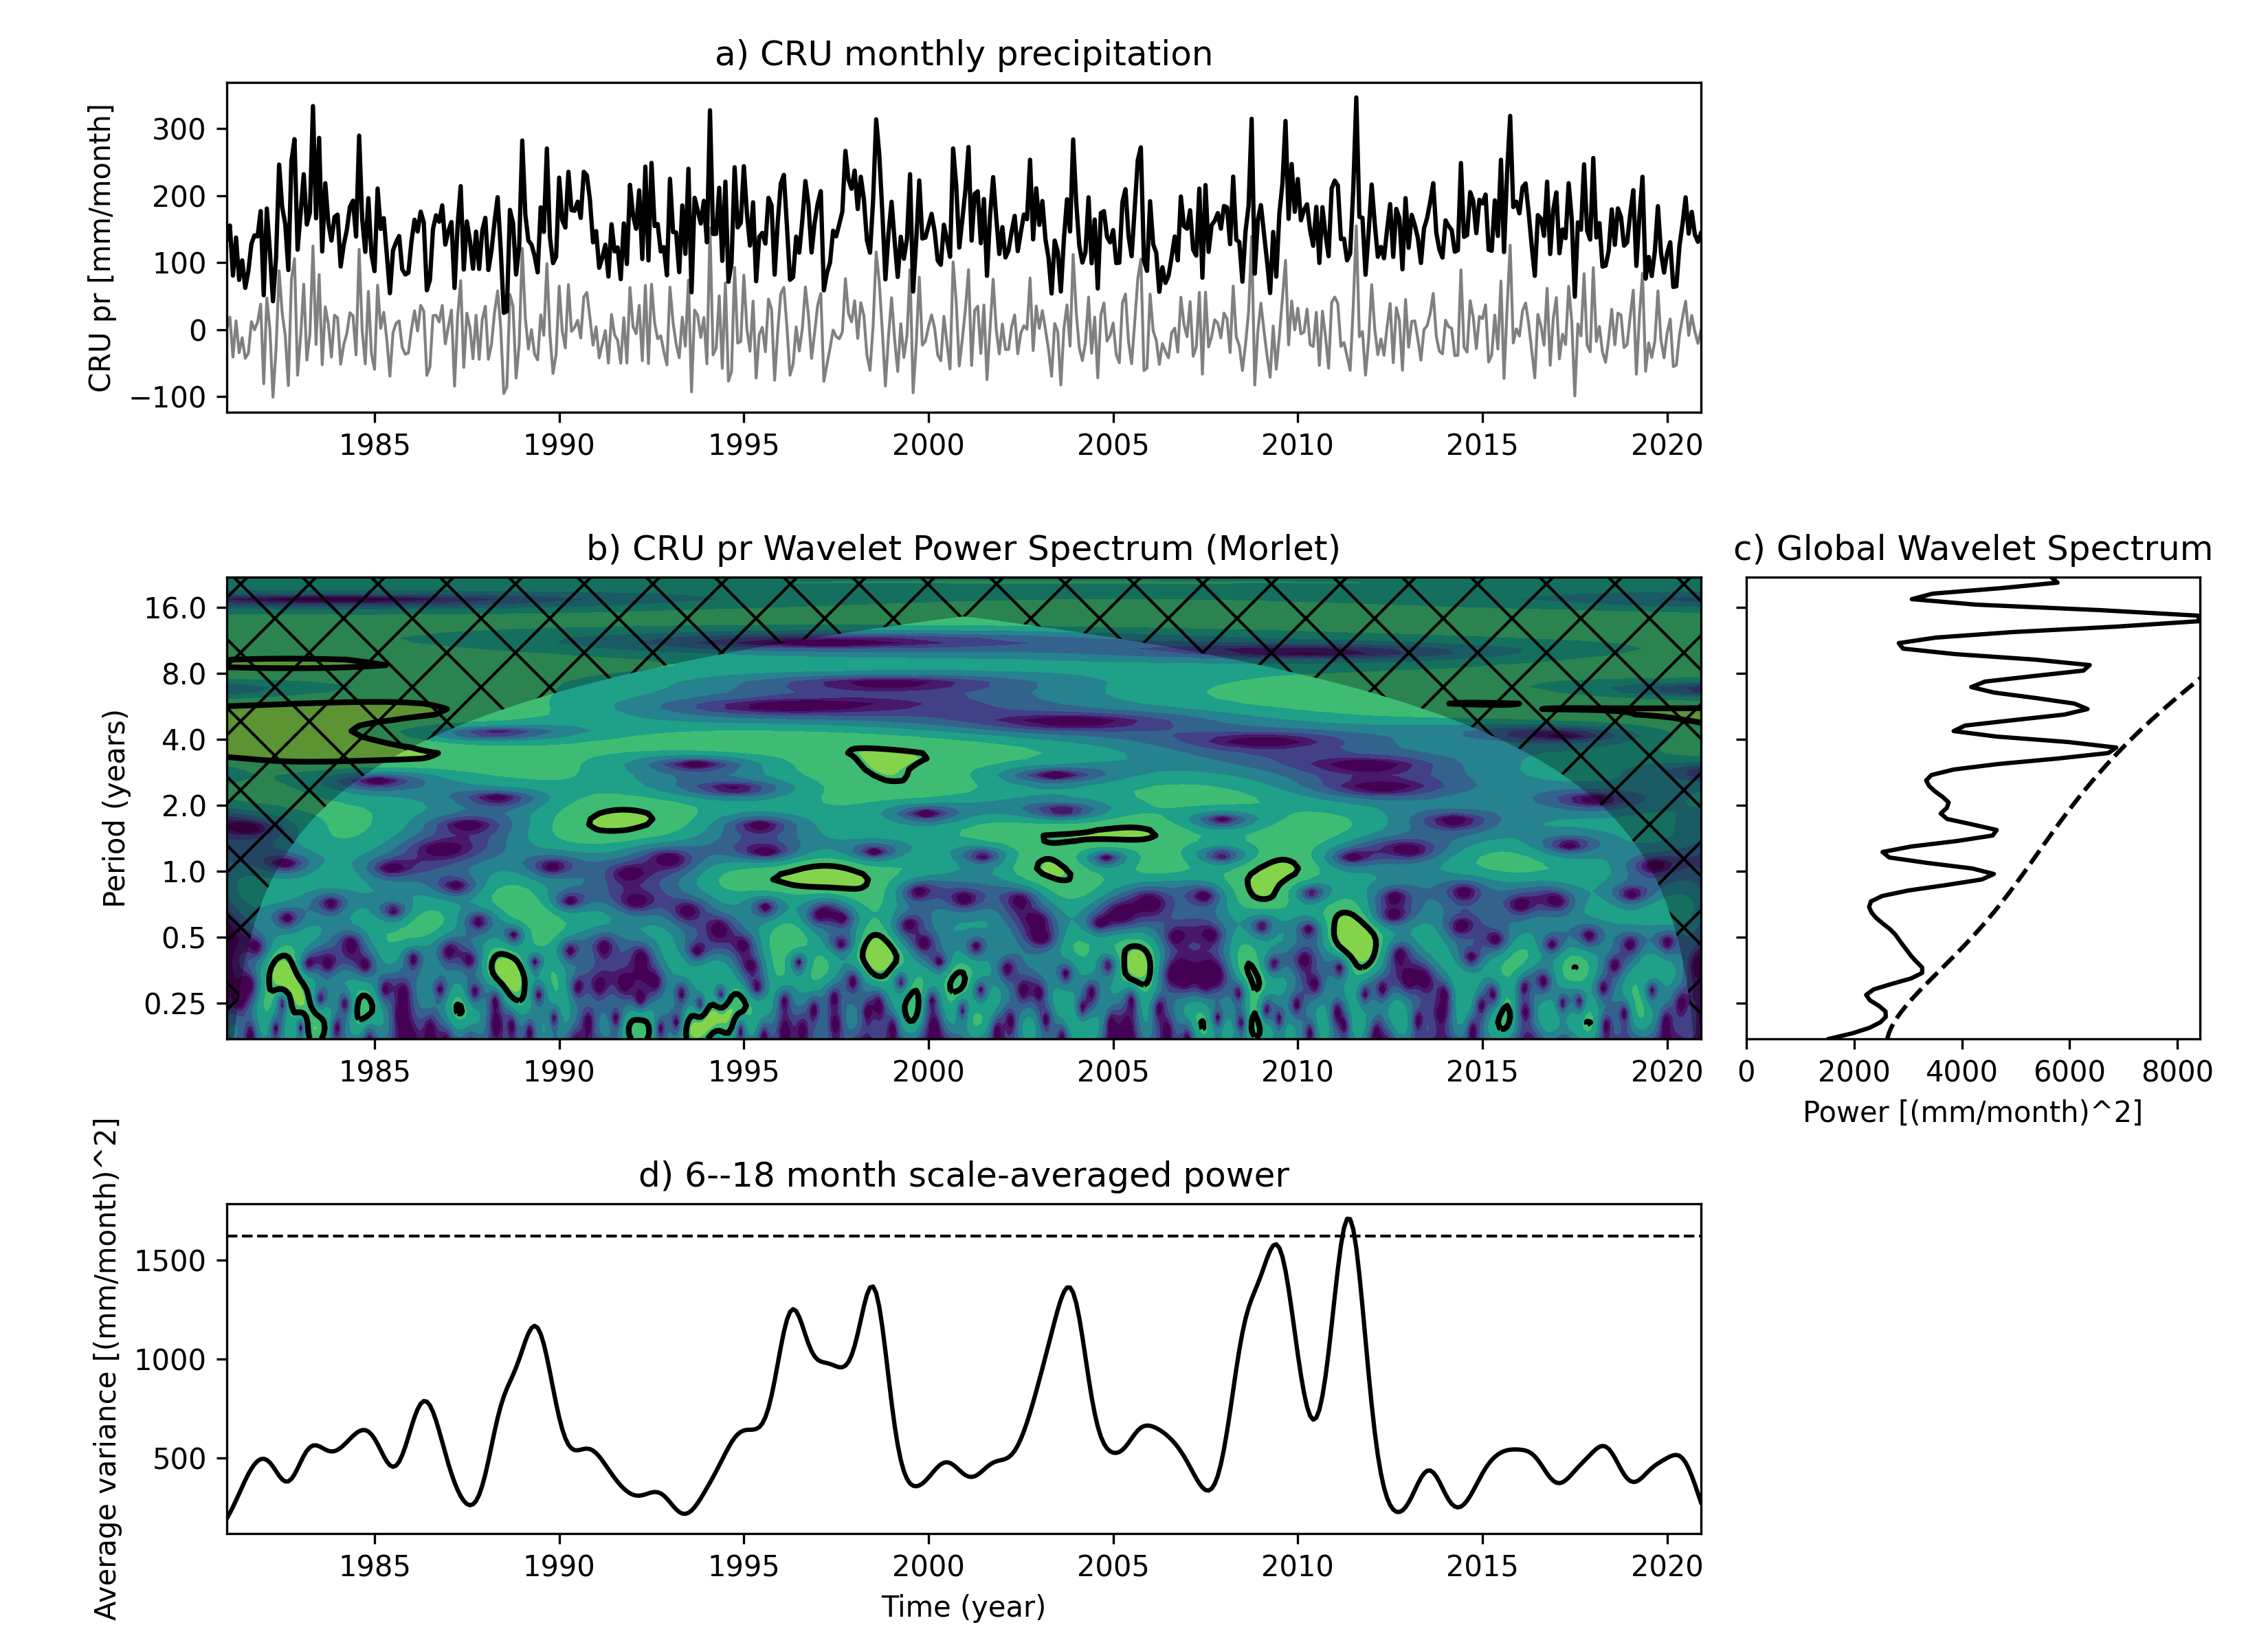 a) CRU monthly precipitation
CRU pr [mm/month]
300
200
100
0
−100
1985 1990 1995 2000 2005 2010 2015 2020
b) CRU pr Wavelet Power Spectrum (Morlet)
Period (years)
16.0
8.0
4.0
2.0
1.0
0.5
0.25
1985 1990 1995 2000 2005 2010 2015 2020
c) Global Wavelet Spectrum
0 2000 4000 6000 8000
Power [(mm/month)^2]
d) 6--18 month scale-averaged power
Average variance [(mm/month)^2]
1500
1000
500
1985 1990 1995 2000 2005 2010 2015 2020
Time (year)